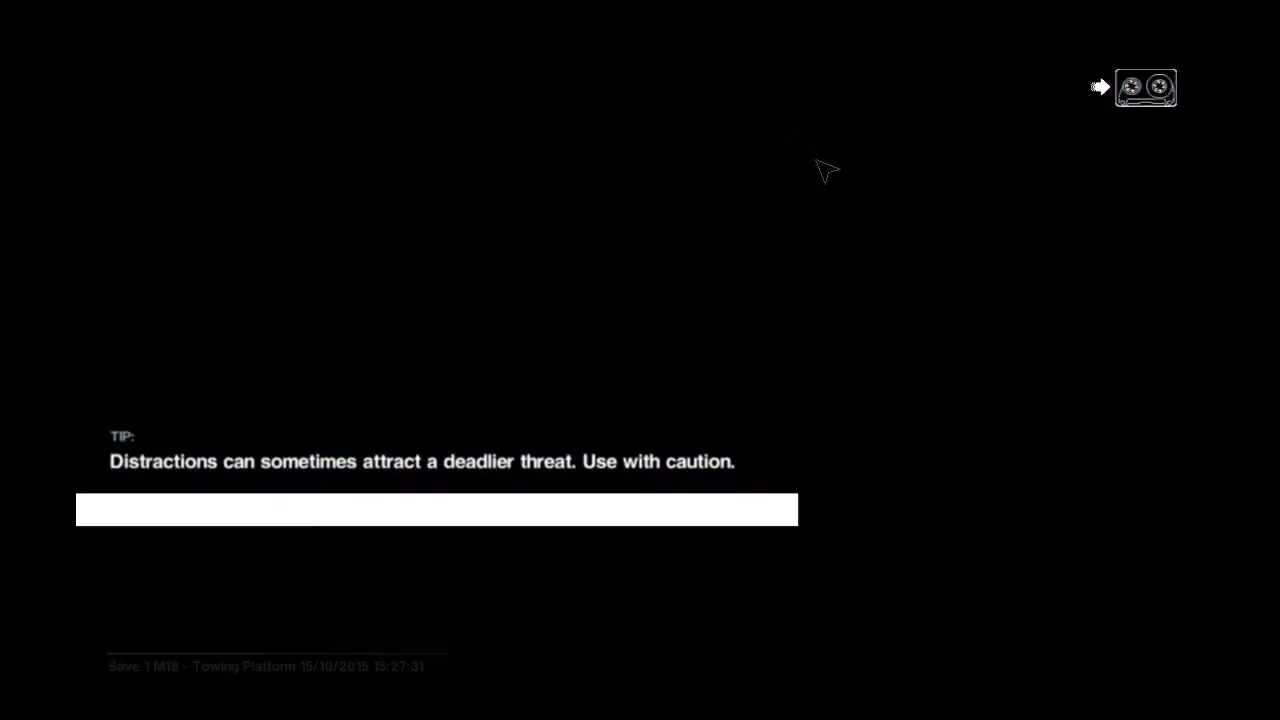 TIP:
Distractions can sometimes attract a deadlier threat. Use with caution.
Save 1 M18 - Towing Platform 15/10/2015 15:27:31